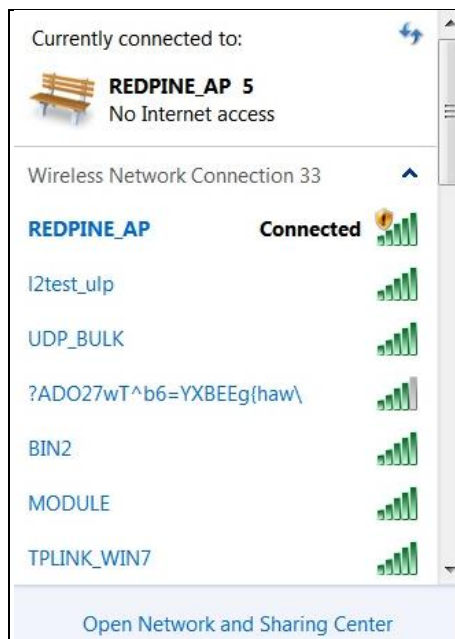 Currently connected to:
REDPINE_AP 5
No Internet access
Wireless Network Connection 33
REDPINE_AP Connected
l2test_ulp
UDP_BULK
?ADO27wT^b6=YXBEEg{haw\
BIN2
MODULE
TPLINK_WIN7
Open Network and Sharing Center